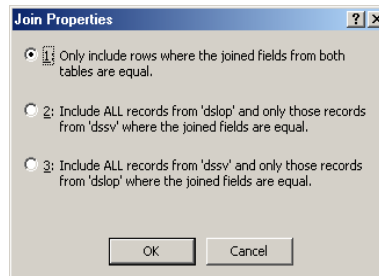 Join Properties
1: Only include rows where the joined fields from both
tables are equal.
2: Include ALL records from 'dslop' and only those records
from 'dssv' where the joined fields are equal.
3: Include ALL records from 'dssv' and only those records
from 'dslop' where the joined fields are equal.
OK Cancel